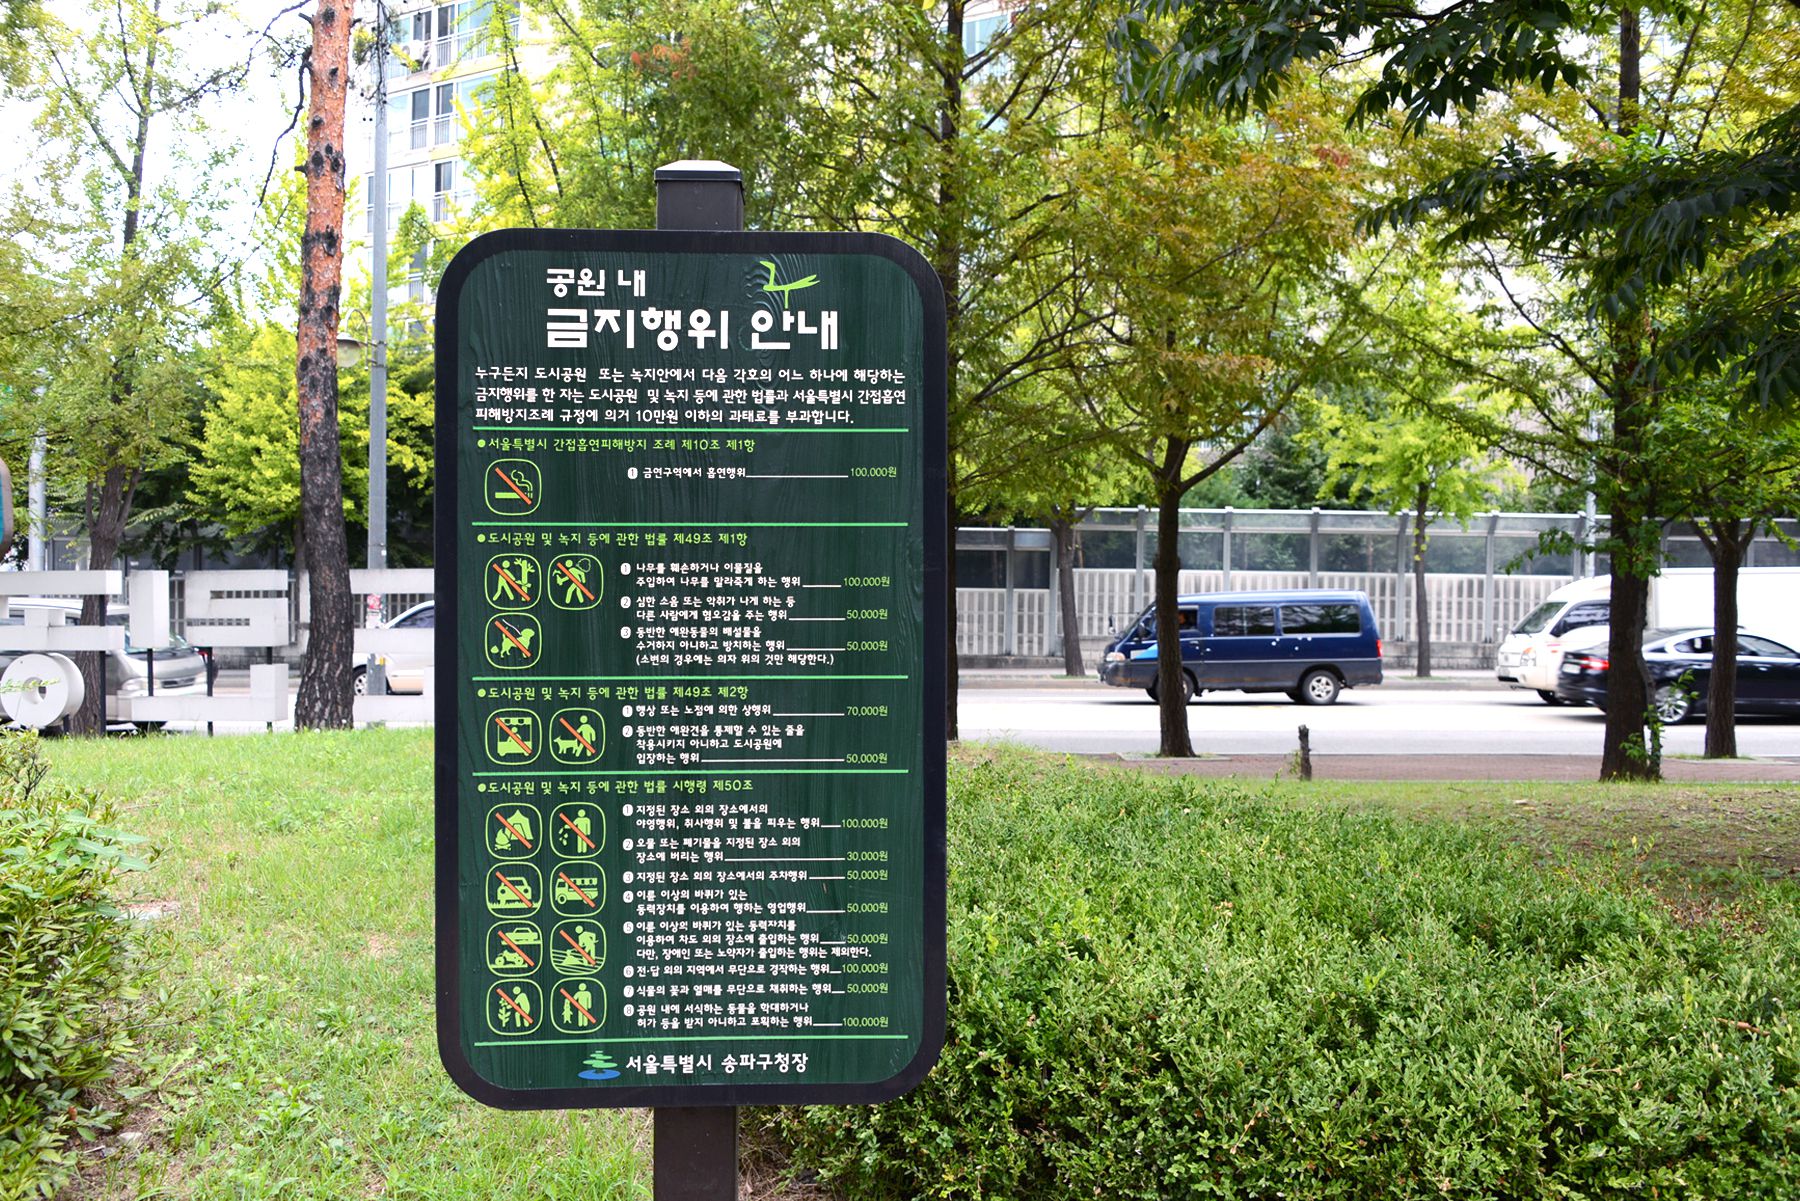 공원 내
금지행위 안내
누구든지 도시공원 또는 녹지안에서 다음 각호의 어느 하나에 해당하는
금지행위를 한 자는 도시공원 및 녹지 등에 관한 법률과 서울특별시 간접흡연
피해방지조례 규정에 의거 10만원 이하의 과태료를 부과합니다.
●서울특별시 간접흡연피해방지 조례 제10조 제1항
① 금연구역에서 흡연행위 100,000원
●도시공원 및 녹지 등에 관한 법률 제49조 제1항
① 나무를 훼손하거나 이물질을
주입하여 나무를 말라죽게 하는 행위 100,000원
② 심한 소음 또는 악취가 나게 하는 등
다른 사람에게 혐오감을 주는 행위 50,000원
③ 동반한 애완동물의 배설물을
수거하지 아니하고 방치하는 행위 50,000원
(소변의 경우에는 의자 위의 것만 해당한다.)
●도시공원 및 녹지 등에 관한 법률 제49조 제2항
① 행상 또는 노점에 의한 상행위 70,000원
② 동반한 애완견을 통제할 수 있는 줄을
착용시키지 아니하고 도시공원에
입장하는 행위 50,000원
●도시공원 및 녹지 등에 관한 법률 시행령 제50조
① 지정된 장소 외의 장소에서의
야영행위, 취사행위 및 불을 피우는 행위 100,000원
② 오물 또는 폐기물을 지정된 장소 외의
장소에 버리는 행위 30,000원
③ 지정된 장소 외의 장소에서의 주차행위 50,000원
④ 이륜 이상의 바퀴가 있는
동력장치를 이용하여 행하는 영업행위 50,000원
⑤ 이륜 이상의 바퀴가 있는 동력장치를
이용하여 차도 외의 장소에 출입하는 행위 50,000원
다만, 장애인 또는 노약자가 출입하는 행위는 제외한다.
⑥ 전·답 외의 지역에서 무단으로 경작하는 행위 100,000원
⑦ 식물의 꽃과 열매를 무단으로 채취하는 행위 50,000원
⑧ 공원 내에 서식하는 동물을 학대하거나
허가 등을 받지 아니하고 포획하는 행위 100,000원
서울특별시 송파구청장